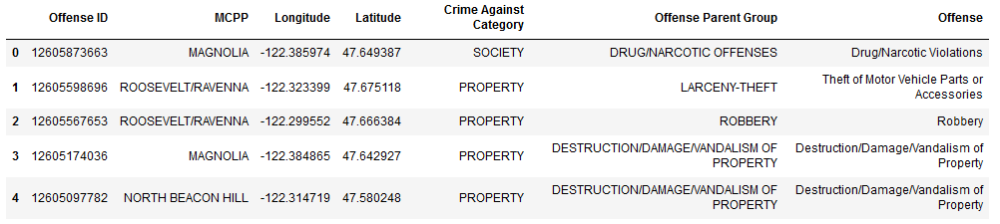 Offense ID MCPP Longitude Latitude Crime Against Category Offense Parent Group Offense
0 12605873663 MAGNOLIA -122.385974 47.649387 SOCIETY DRUG/NARCOTIC OFFENSES Drug/Narcotic Violations
1 12605598696 ROOSEVELT/RAVENNA -122.323399 47.675118 PROPERTY LARCENY-THEFT Theft of Motor Vehicle Parts or Accessories
2 12605567653 ROOSEVELT/RAVENNA -122.299552 47.666384 PROPERTY ROBBERY Robbery
3 12605174036 MAGNOLIA -122.384865 47.642927 PROPERTY DESTRUCTION/DAMAGE/VANDALISM OF PROPERTY Destruction/Damage/Vandalism of Property
4 12605097782 NORTH BEACON HILL -122.314719 47.580248 PROPERTY DESTRUCTION/DAMAGE/VANDALISM OF PROPERTY Destruction/Damage/Vandalism of Property